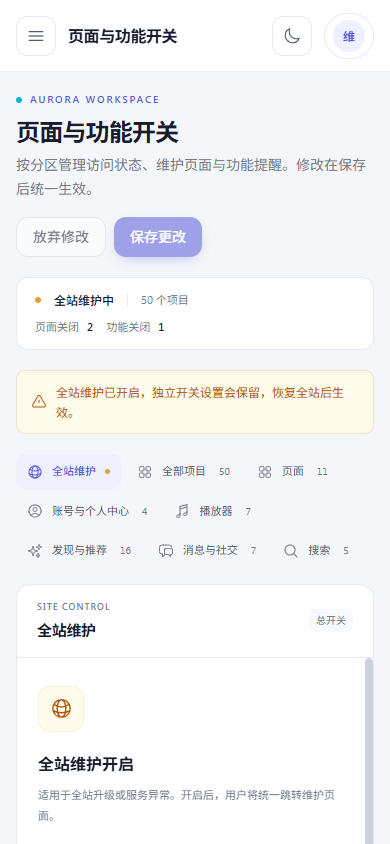 页面与功能开关
维
AURORA WORKSPACE
页面与功能开关
按分区管理访问状态、维护页面与功能提醒。修改在保存
后统一生效。
放弃修改
保存更改
全站维护中
50 个项目
页面关闭 2 功能关闭 1
全站维护已开启，独立开关设置会保留，恢复全站后生
效。
全站维护
全部项目 50
页面 11
账号与个人中心 4
播放器 7
发现与推荐 16
消息与社交 7
搜索 5
SITE CONTROL
全站维护
总开关
全站维护开启
适用于全站升级或服务异常。开启后，用户将统一跳转维护页
面。